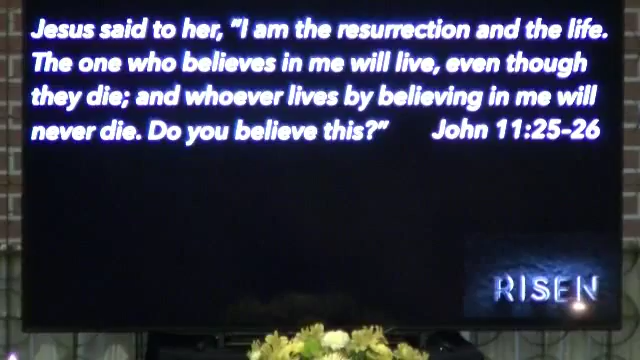 Jesus said to her, "I am the resurrection and the life.
The one who believes in me will live, even though
they die; and whoever lives by believing in me will
never die. Do you believe this?" John 11:25-26
RISEN